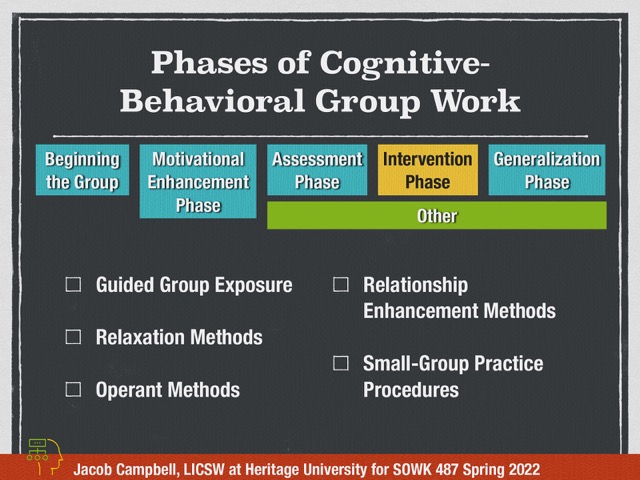 Phases of Cognitive-
Behavioral Group Work
Beginning
the Group
Motivational
Enhancement
Phase
Assessment
Phase
Intervention
Phase
Generalization
Phase
Other
Guided Group Exposure
Relaxation Methods
Operant Methods
Relationship
Enhancement Methods
Small-Group Practice
Procedures
Jacob Campbell, LICSW at Heritage University for SOWK 487 Spring 2022